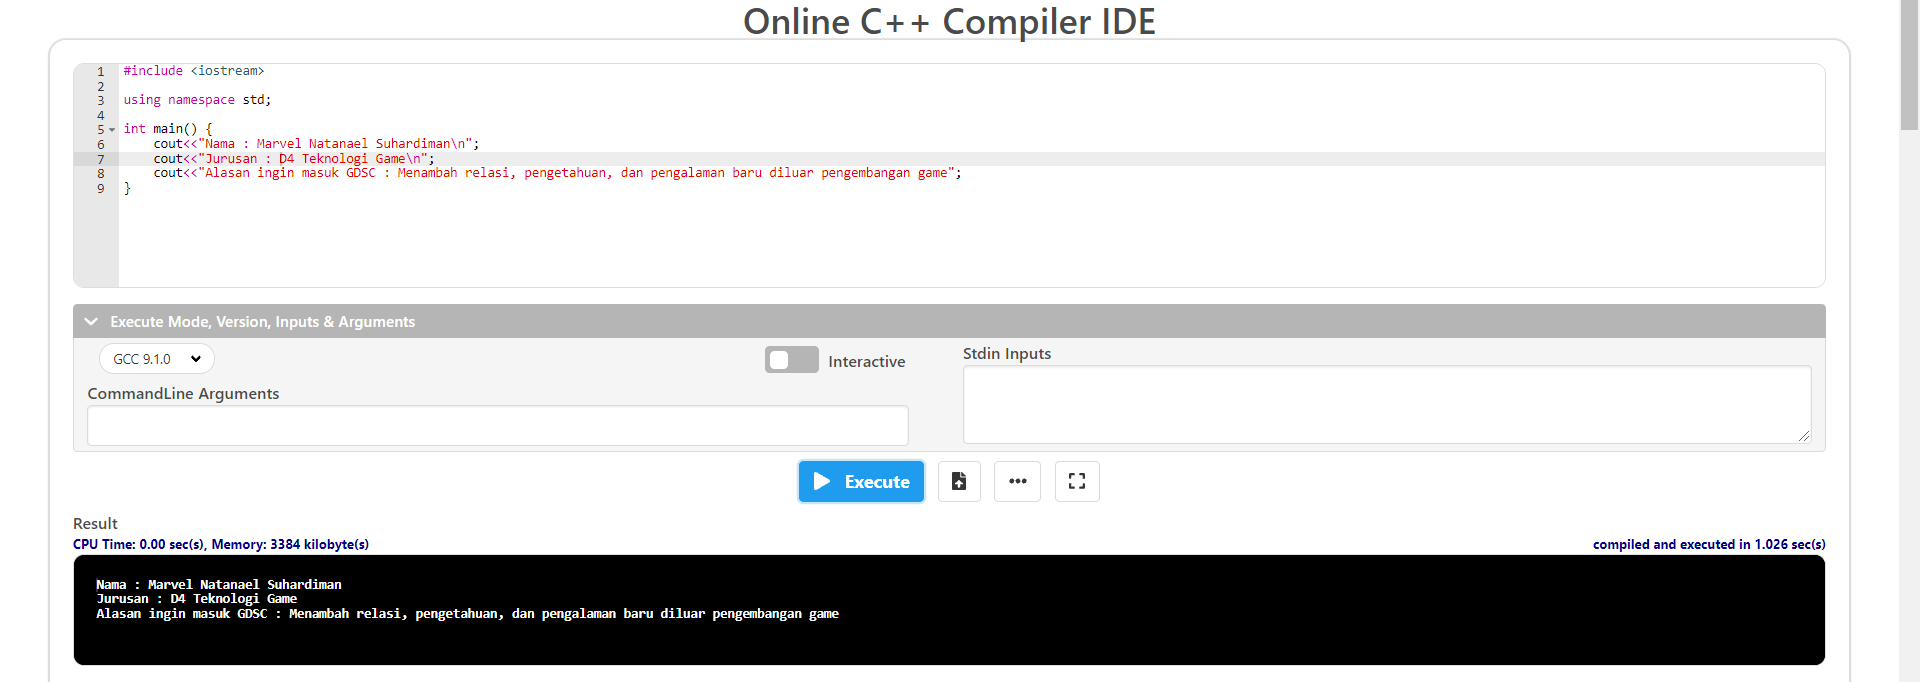 Online C++ Compiler IDE
1 #include <iostream>
2
3 using namespace std;
4
5 int main() {
6     cout<<"Nama : Marvel Natanael Suhardiman\n";
7     cout<<"Jurusan : D4 Teknologi Game\n";
8     cout<<"Alasan ingin masuk GDSC : Menambah relasi, pengetahuan, dan pengalaman baru diluar pengembangan game";
9 }
Execute Mode, Version, Inputs & Arguments
GCC 9.1.0
Interactive
Stdin Inputs
CommandLine Arguments
Execute
Result
CPU Time: 0.00 sec(s), Memory: 3384 kilobyte(s)
compiled and executed in 1.026 sec(s)
Nama : Marvel Natanael Suhardiman
Jurusan : D4 Teknologi Game
Alasan ingin masuk GDSC : Menambah relasi, pengetahuan, dan pengalaman baru diluar pengembangan game